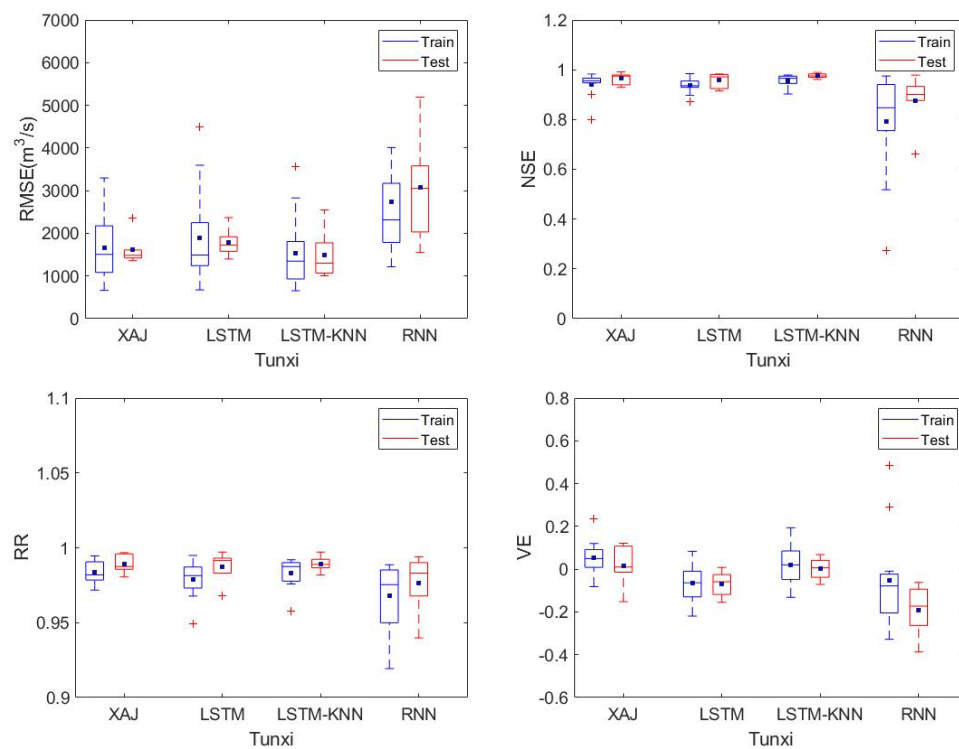 7000
6000
5000
4000
3000
2000
1000
0
RMSE(m³/s)
Train
Test
XAJ LSTM LSTM-KNN RNN
Tunxi
1.2
1
0.8
0.6
0.4
0.2
0
NSE
Train
Test
XAJ LSTM LSTM-KNN RNN
Tunxi
1.1
1.05
1
0.95
0.9
RR
Train
Test
XAJ LSTM LSTM-KNN RNN
Tunxi
0.8
0.6
0.4
0.2
0
-0.2
-0.4
-0.6
VE
Train
Test
XAJ LSTM LSTM-KNN RNN
Tunxi